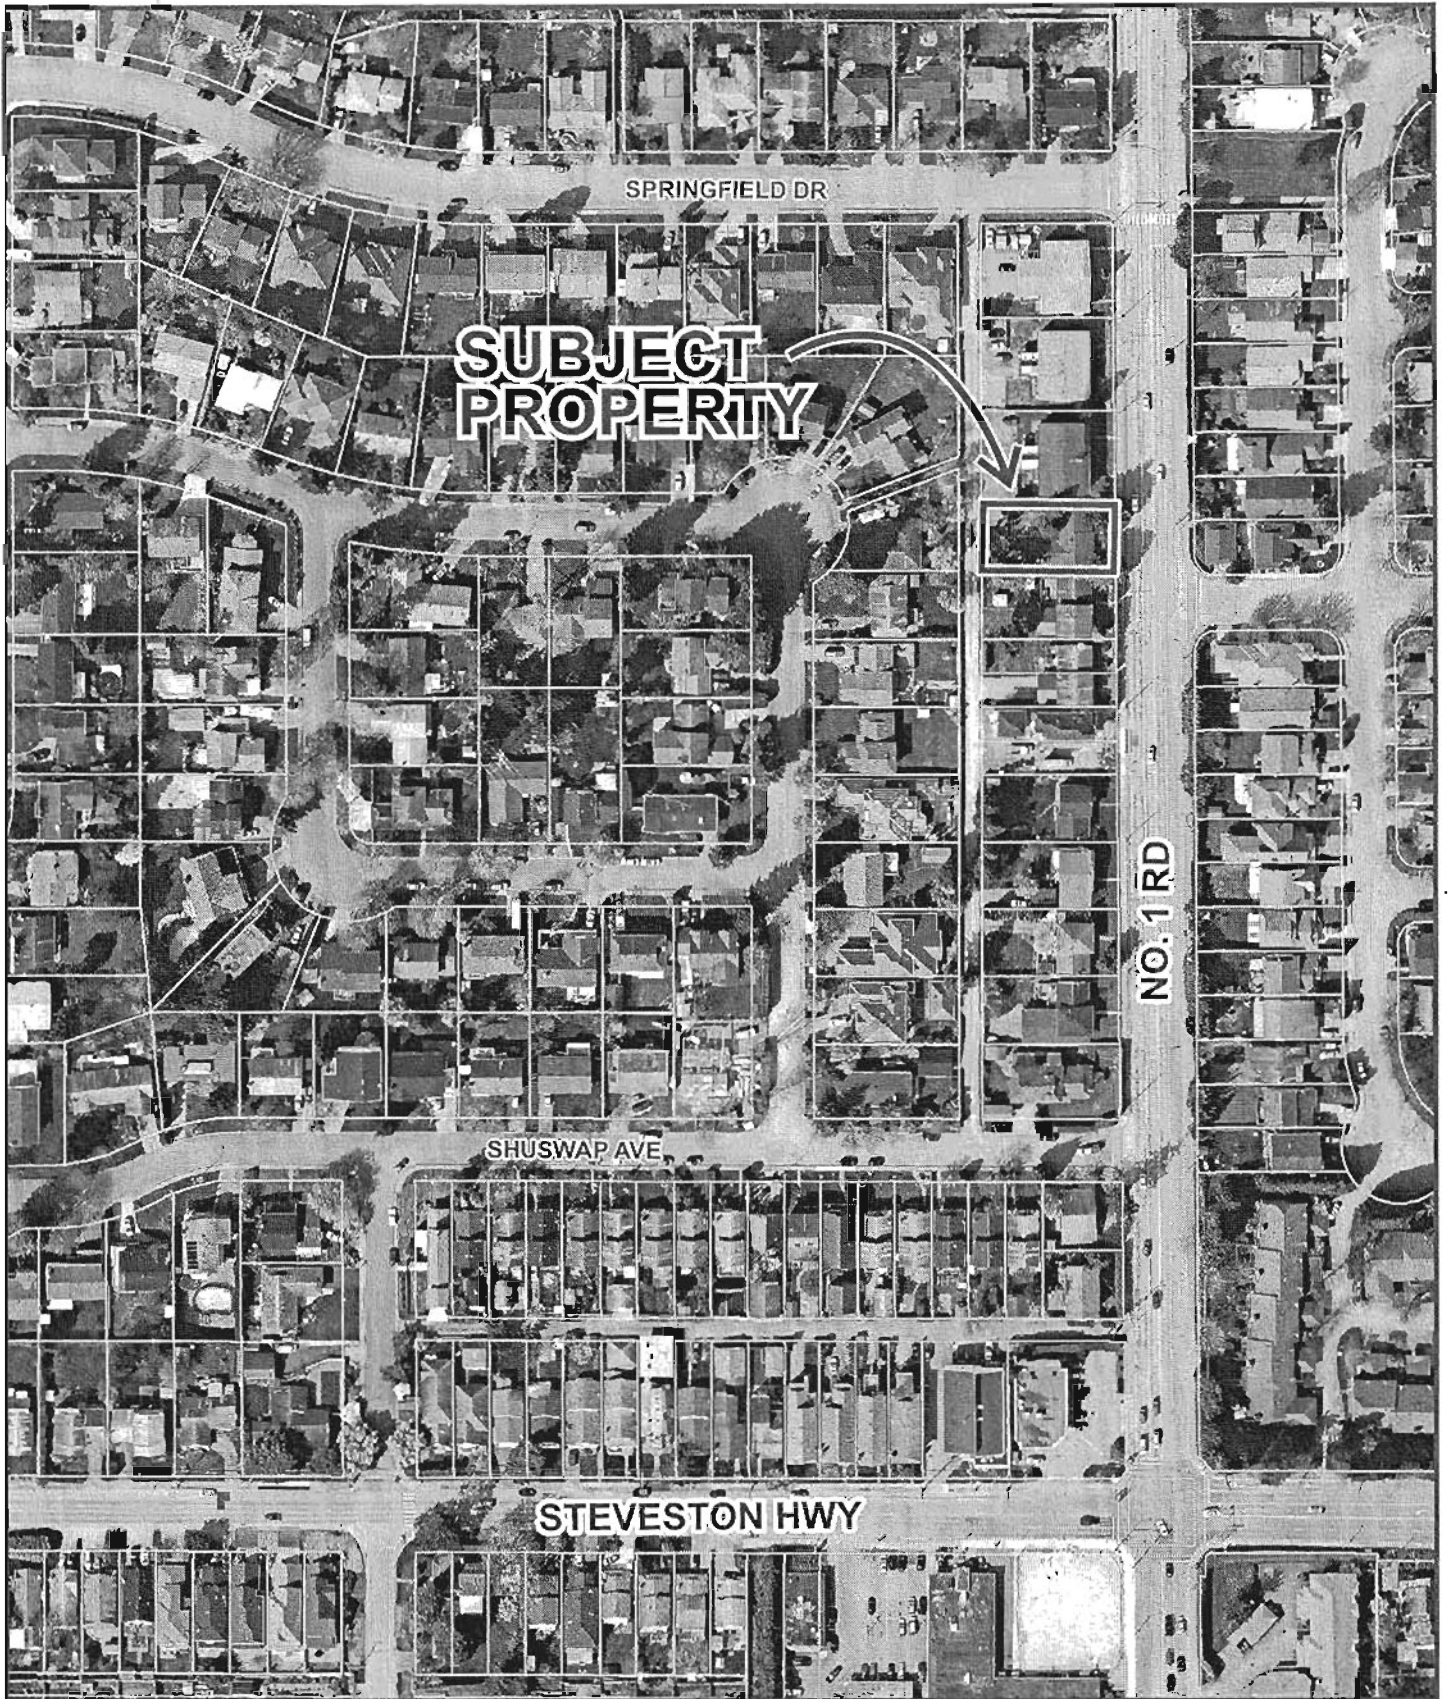 SPRINGFIELD DR
SUBJECT
PROPERTY
NO. 1 RD
SHUSWAP AVE
STEVESTON HWY